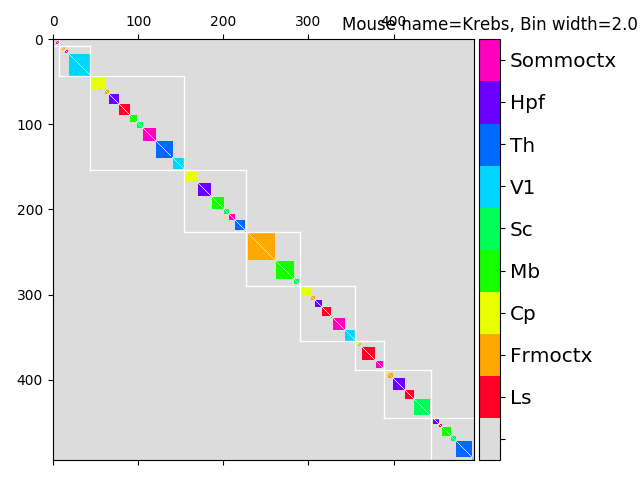 Mouse name=Krebs, Bin width=2.0
0 100 200 300 400
0
100
200
300
400
Sommoctx
Hpf
Th
V1
Sc
Mb
Cp
Frmoctx
Ls